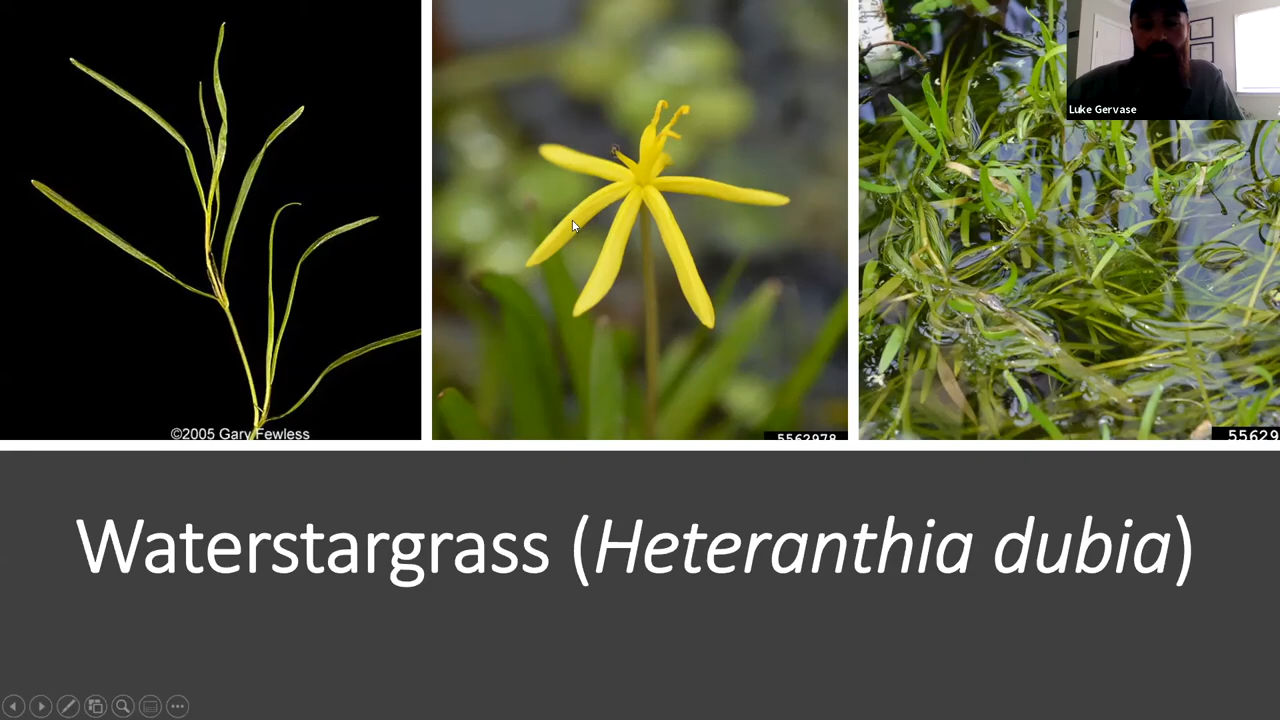 Luke Gervase
©2005 Gary Fewless
5562978
55629
Waterstargrass (Heteranthia dubia)